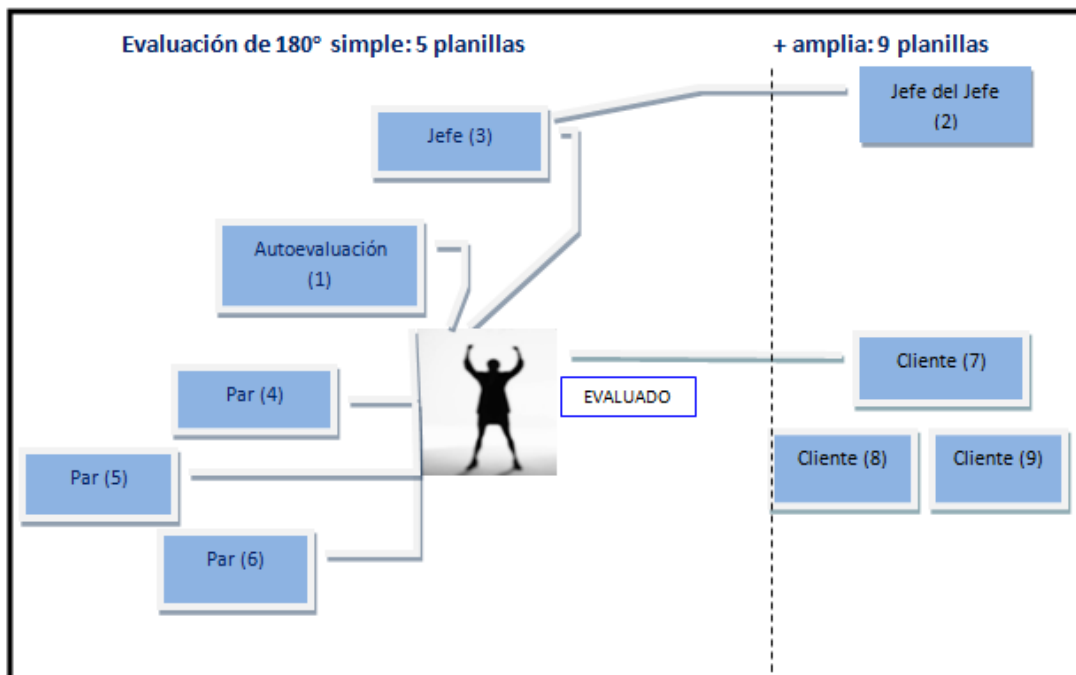 Evaluación de 180° simple: 5 planillas
+ amplia: 9 planillas
Jefe del Jefe
(2)
Jefe (3)
Autoevaluación
(1)
Cliente (7)
Par (4)
EVALUADO
Par (5)
Cliente (8)
Cliente (9)
Par (6)